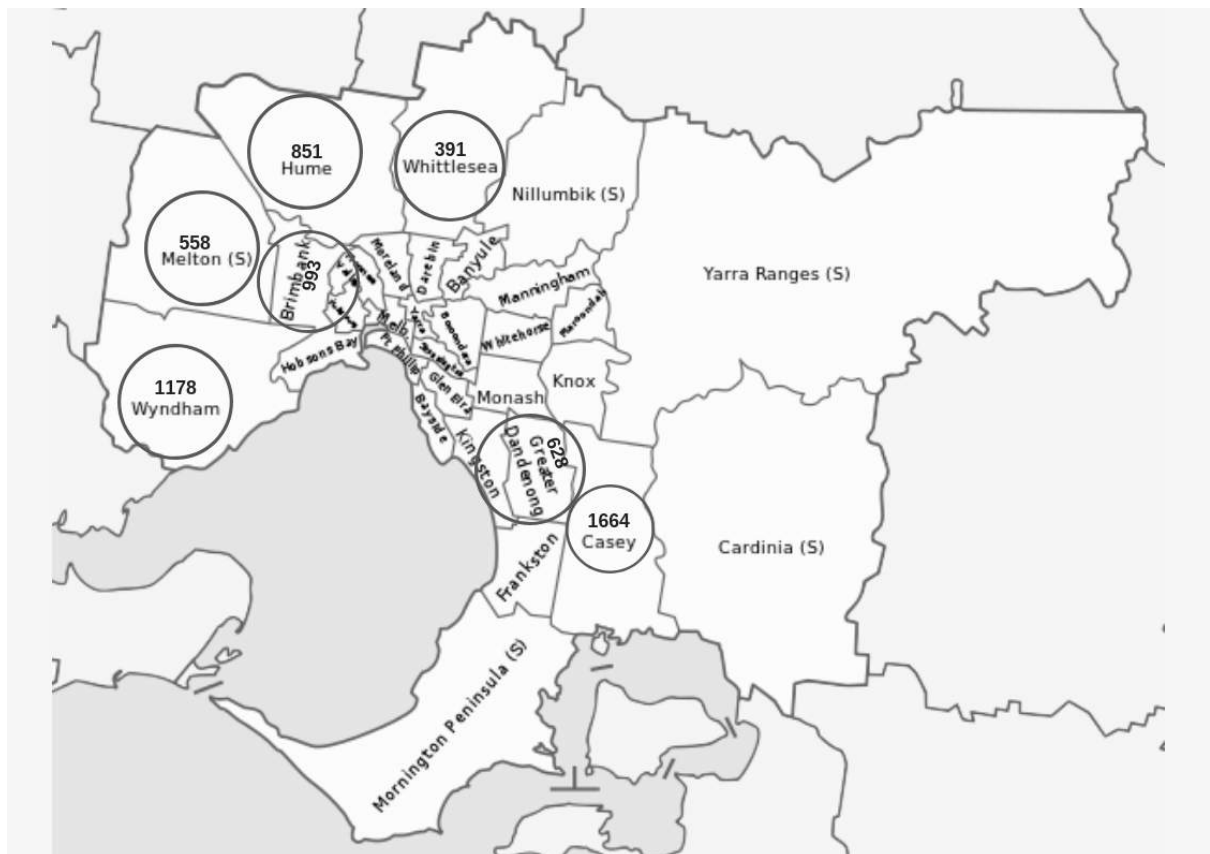 851
Hume
391
Whittlesea
Nillumbik (S)
558
Melton (S)
Brimbank
993
Moreland
Darebin
Banyule
Manningham
Maroondah
Yarra Ranges (S)
Melb
Yarra
Boroondara
Whitehorse
Hobsons Bay
Pt Phillip
Glen Eira
Monash
Knox
1178
Wyndham
Bayside
Kingston
628
Greater
Dandenong
1664
Casey
Cardinia (S)
Frankston
Mornington Peninsula (S)